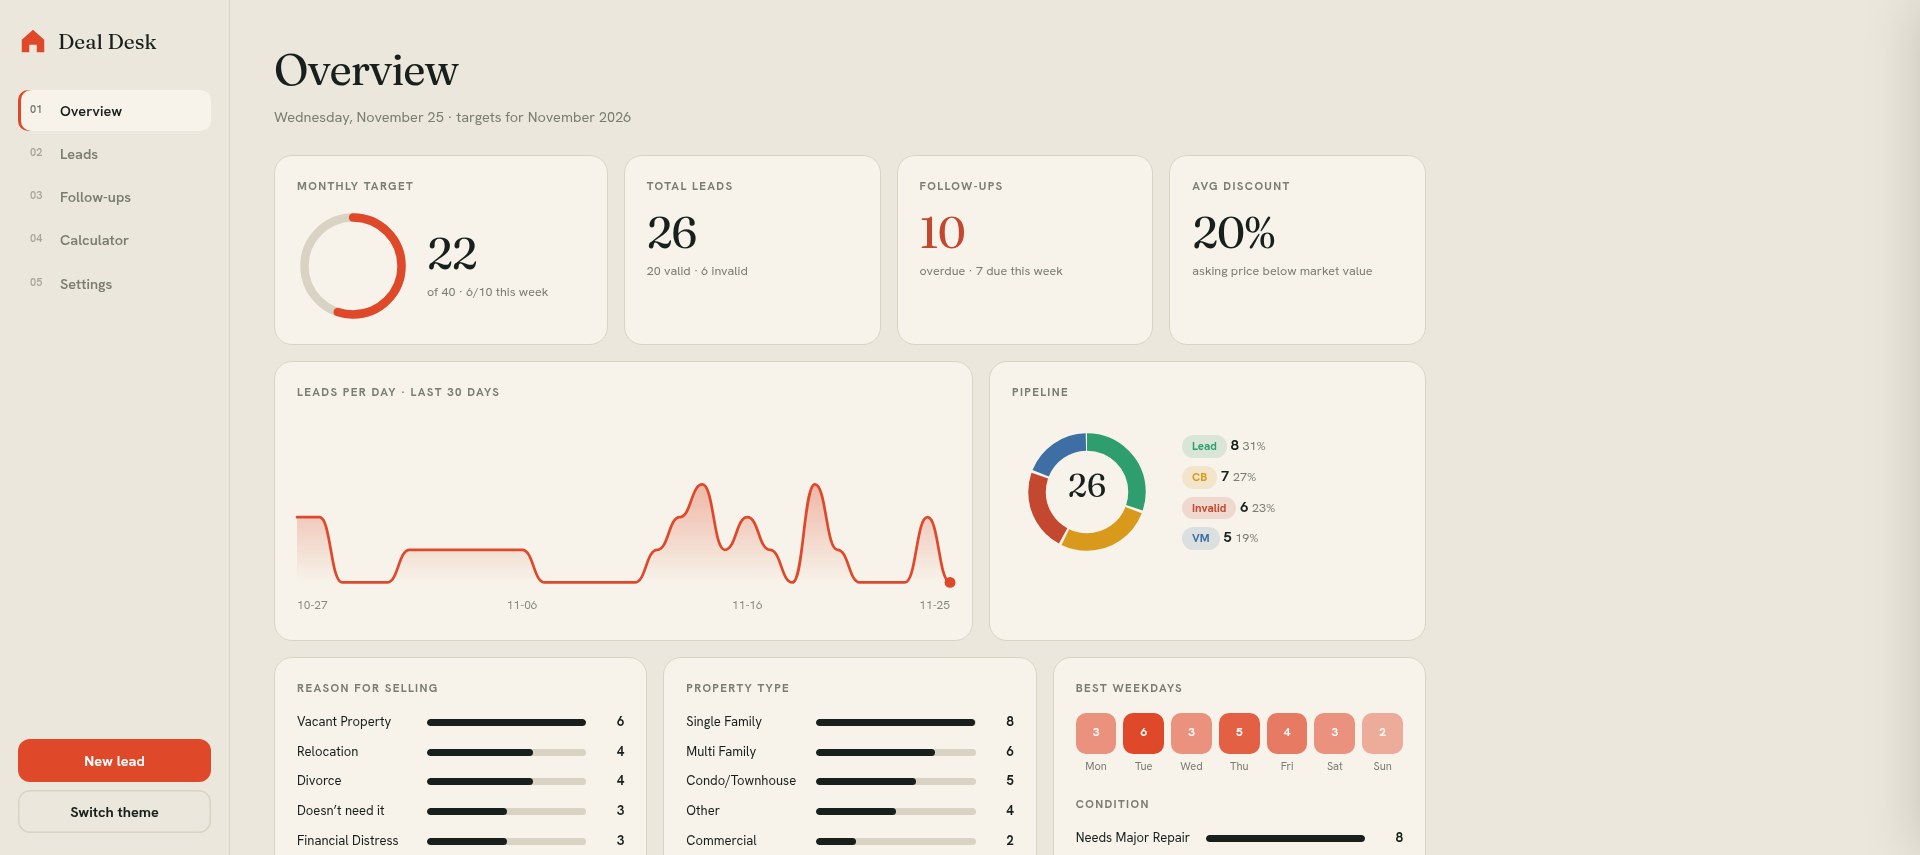 Deal Desk
01 Overview
02 Leads
03 Follow-ups
04 Calculator
05 Settings
New lead
Switch theme
Overview
Wednesday, November 25 · targets for November 2026
MONTHLY TARGET
22
of 40 · 6/10 this week
TOTAL LEADS
26
20 valid · 6 invalid
FOLLOW-UPS
10
overdue · 7 due this week
AVG DISCOUNT
20%
asking price below market value
LEADS PER DAY · LAST 30 DAYS
10-27 11-06 11-16 11-25
PIPELINE
26
Lead 8 31%
CB 7 27%
Invalid 6 23%
VM 5 19%
REASON FOR SELLING
Vacant Property 6
Relocation 4
Divorce 4
Doesn’t need it 3
Financial Distress 3
PROPERTY TYPE
Single Family 8
Multi Family 6
Condo/Townhouse 5
Other 4
Commercial 2
BEST WEEKDAYS
3 6 3 5 4 3 2
Mon Tue Wed Thu Fri Sat Sun
CONDITION
Needs Major Repair 8